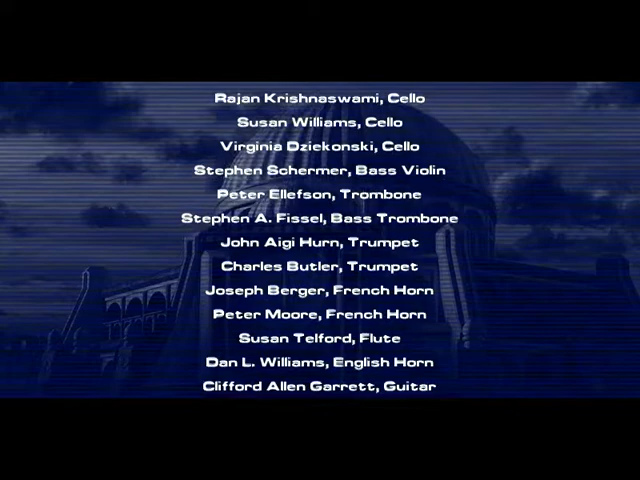 Rajan Krishnaswami, Cello
Susan Williams, Cello
Virginia Dziekonski, Cello
Stephen Schermer, Bass Violin
Peter Ellefson, Trombone
Stephen A. Fissel, Bass Trombone
John Aigi Hurn, Trumpet
Charles Butler, Trumpet
Joseph Berger, French Horn
Peter Moore, French Horn
Susan Telford, Flute
Dan L. Williams, English Horn
Clifford Allen Garrett, Guitar